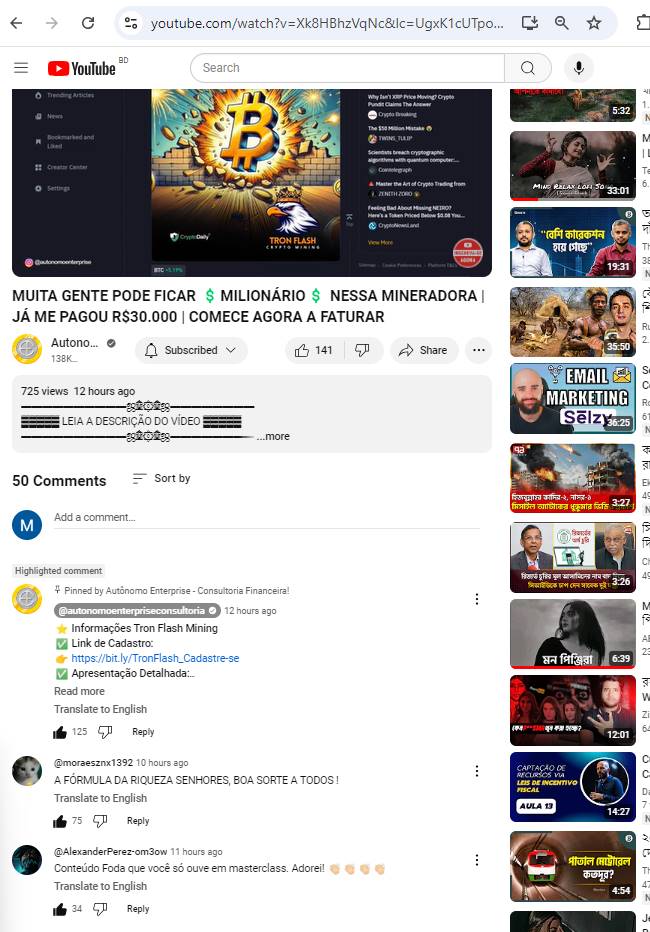 youtube.com/watch?v=Xk8HBhzVqNc&lc=UgxK1cUTpo...
YouTube BD
Search
Trending Articles
News
Bookmarked and
Liked
Creator Center
Settings
@autonomoenterprise
CryptoDaily
TRON FLASH
CRYPTO MINING
BTC +5.19%
Why Isn't XRP Price Moving? Crypto
Pundit Claims The Answer
Crypto Breaking
The $50 Million Mistake
TWINS_TULIP
Scientists breach cryptographic
algorithms with quantum computer:...
Cointelegraph
Master the Art of Crypto Trading from
ZENITH ZORO
Feeling Bad About Missing NEIRO?
Here's a Token Priced Below $0.08 You...
CryptoNewsLand
View More
Top
MUITA GENTE PODE FICAR 💲MILIONÁRIO💲 NESSA MINERADORA |
JÁ ME PAGOU R$30.000 | COMECE AGORA A FATURAR
Autono...
138K...
Subscribed
141
Share
725 views 12 hours ago
LEIA A DESCRIÇÃO DO VÍDEO
...more
50 Comments
Sort by
M
Add a comment...
Highlighted comment
Pinned by Autônomo Enterprise - Consultoria Financeira!
@autonomoenterpriseconsultoria 12 hours ago
⭐ Informações Tron Flash Mining
✅ Link de Cadastro:
👉 https://bit.ly/TronFlash_Cadastre-se
✅ Apresentação Detalhada:..
Read more
Translate to English
125 Reply
@moraesznx1392 10 hours ago
A FÓRMULA DA RIQUEZA SENHORES, BOA SORTE A TODOS !
Translate to English
75 Reply
@AlexanderPerez-om3ow 11 hours ago
Conteúdo Foda que você só ouve em masterclass. Adorei! 👏🏻👏🏻👏🏻👏🏻
Translate to English
34 Reply
5:32
MIND RELAX LOFI
33:01
"বেশি কারেকশন
হয়ে গেছে"
19:31
35:50
EMAIL
MARKETING
Selzy
36:25
3:27
3:26
মন পিঞ্জিরা
6:39
12:01
CAPTAÇÃO DE
RECURSOS VIA
LEIS DE INCENTIVO
FISCAL
AULA 13
14:27
পাতাল মেট্রোরেল
কতদূর?
4:54